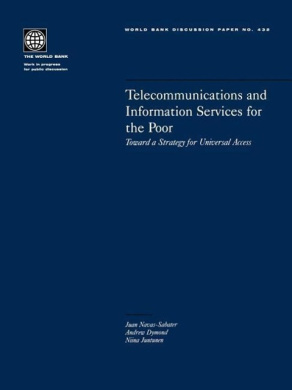 WORLD BANK DISCUSSION PAPER NO. 432
THE WORLD BANK
Work in progress
for public discussion
Telecommunications and
Information Services for
the Poor
Toward a Strategy for Universal Access
Juan Navas-Sabater
Andrew Dymond
Niina Juntunen